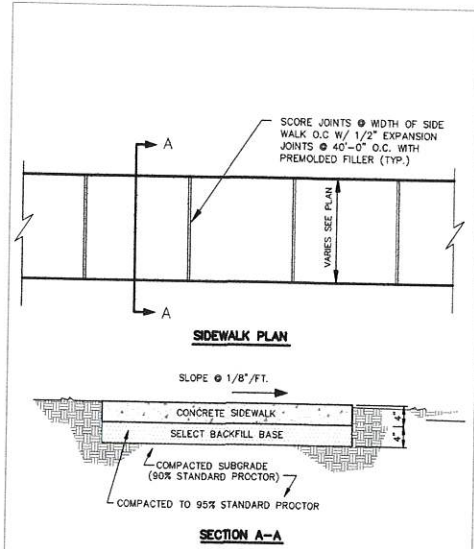 SCORE JOINTS @ WIDTH OF SIDE
WALK O.C W/ 1/2" EXPANSION
JOINTS @ 40'-0" O.C. WITH
PREMOLDED FILLER (TYP.)
A
VARIES SEE PLAN
A
SIDEWALK PLAN
SLOPE @ 1/8"/FT.
CONCRETE SIDEWALK
4"
SELECT BACKFILL BASE
4"
COMPACTED SUBGRADE
(90% STANDARD PROCTOR)
COMPACTED TO 95% STANDARD PROCTOR
SECTION A-A